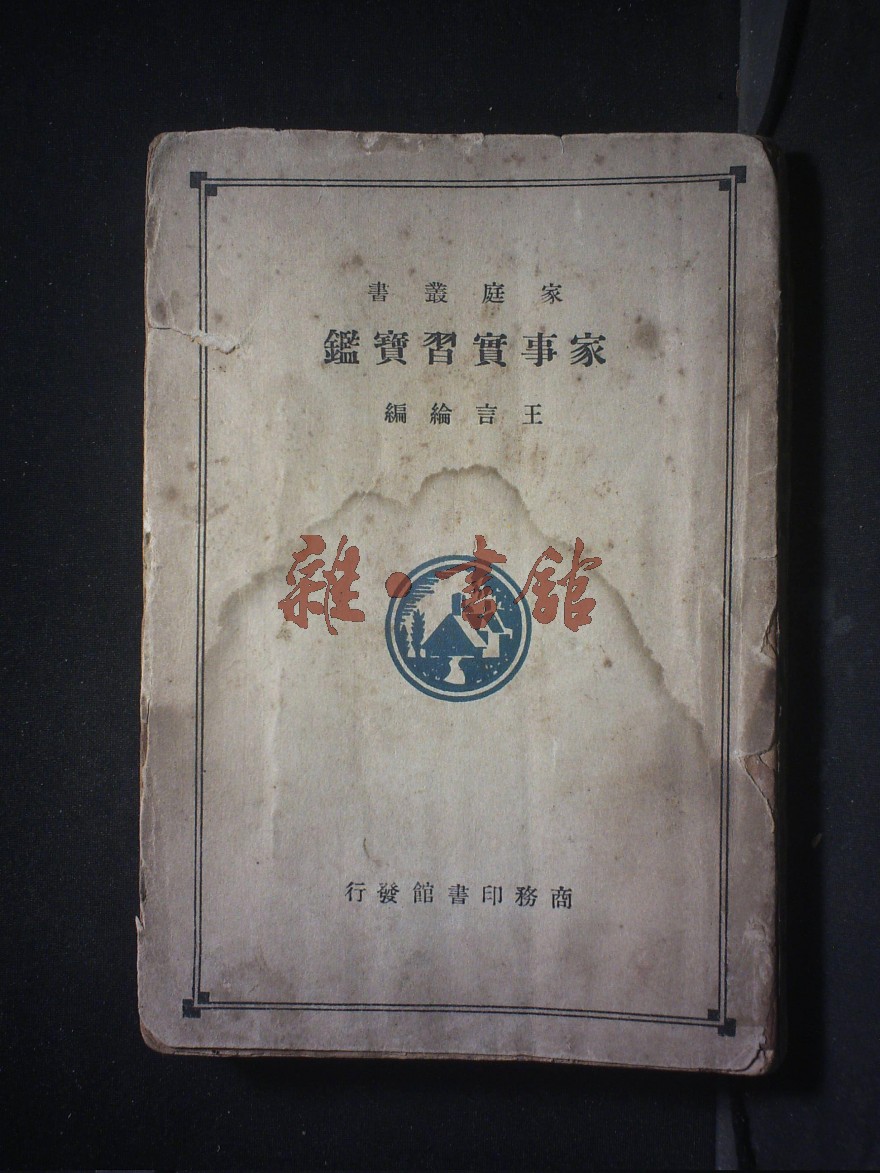 家庭叢書
家事實習寶鑑
王言綸編
雜·書館
商務印書館發行